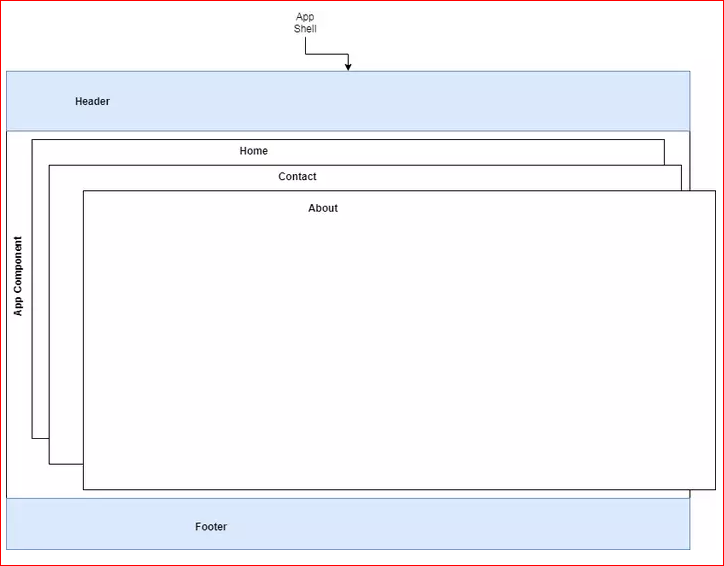 App
Shell
Header
Home
Contact
About
App Component
Footer